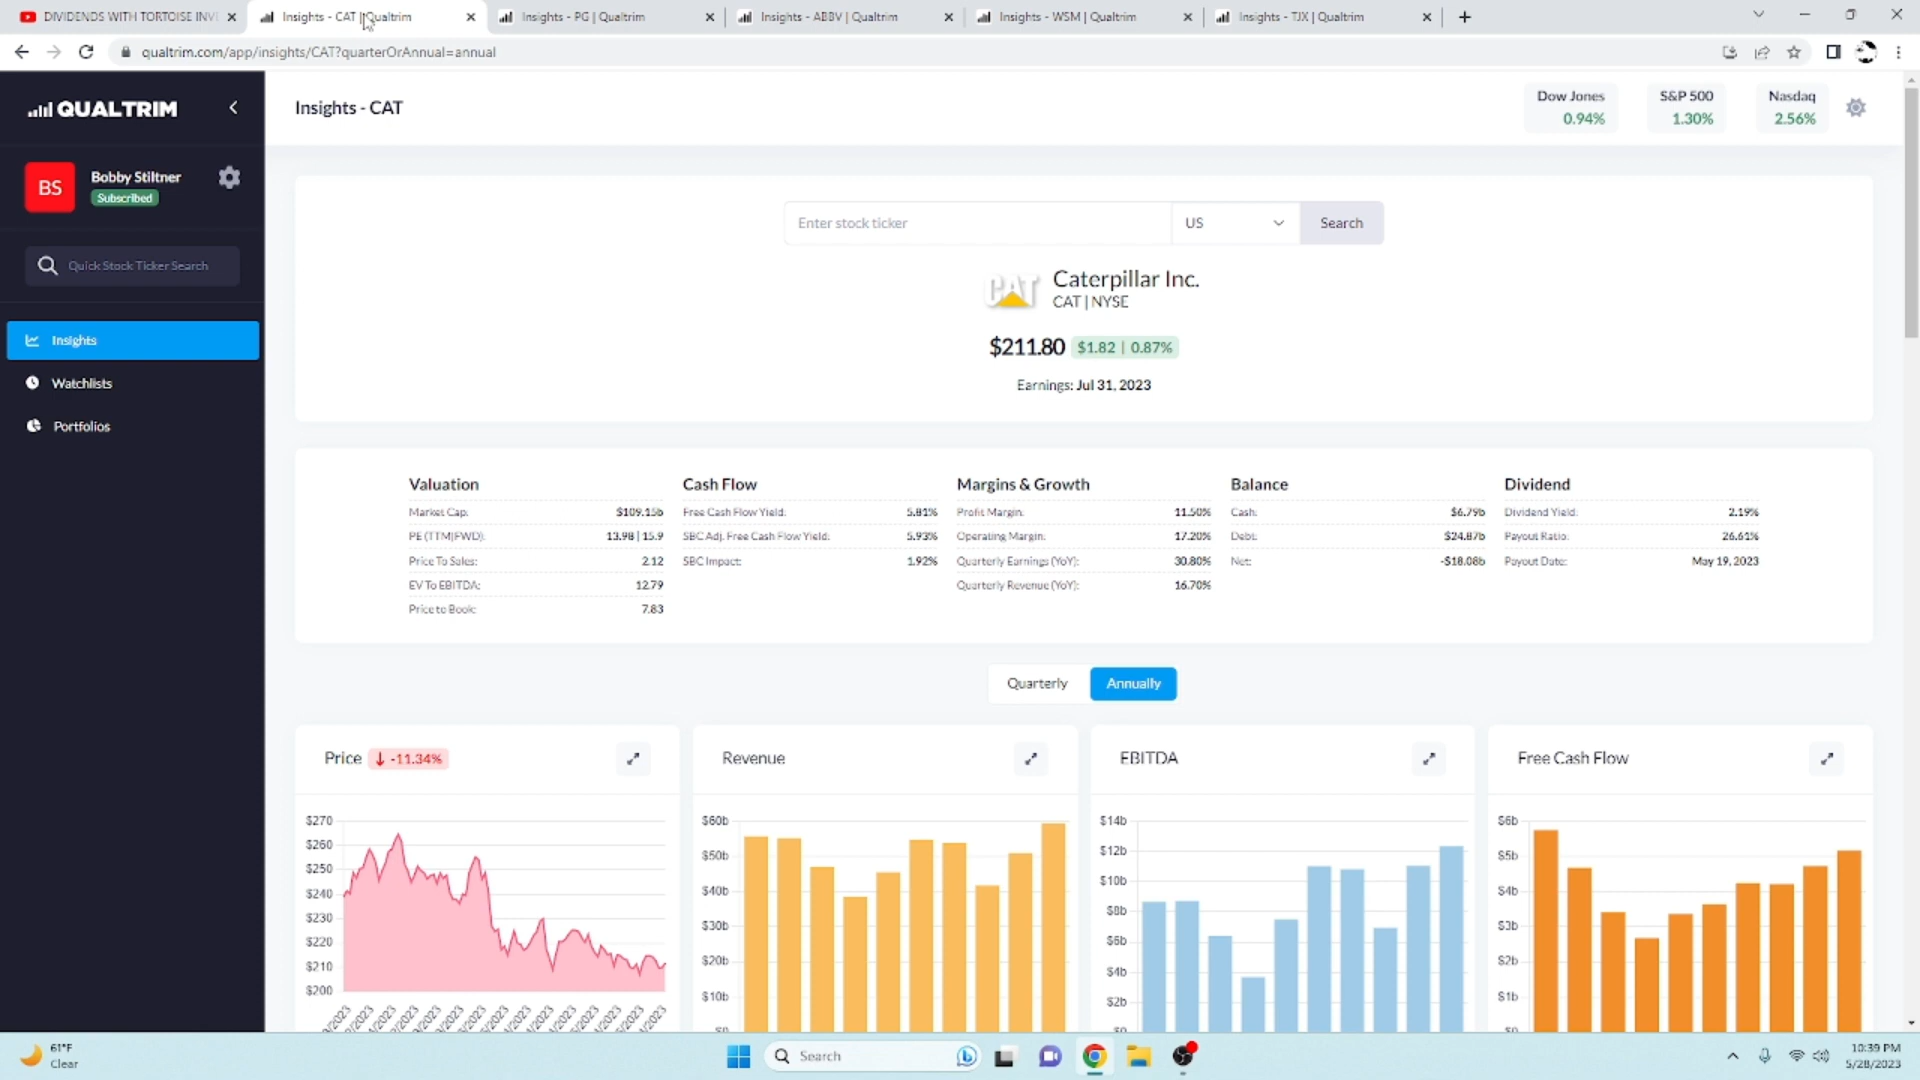 DIVIDENDS WITH TORTOISE INVE
Insights - CAT | Qualtrim
Insights - PG | Qualtrim
Insights - ABBV | Qualtrim
Insights - WSM | Qualtrim
Insights - TJX | Qualtrim
qualtrim.com/app/insights/CAT?quarterOrAnnual=annual
QUALTRIM
Insights - CAT
Dow Jones
0.94%
S&P 500
1.30%
Nasdaq
2.56%
BS
Bobby Stiltner
Subscribed
Quick Stock Ticker Search
Insights
Watchlists
Portfolios
Enter stock ticker
US
Search
CAT
Caterpillar Inc.
CAT | NYSE
$211.80 $1.82 | 0.87%
Earnings: Jul 31, 2023
Valuation
Market Cap: $109.15b
PE (TTM|FWD): 13.98 | 15.9
Price To Sales: 2.12
EV To EBITDA: 12.79
Price to Book: 7.83
Cash Flow
Free Cash Flow Yield: 5.81%
SBC Adj. Free Cash Flow Yield: 5.93%
SBC Impact: 1.92%
Margins & Growth
Profit Margin: 11.50%
Operating Margin: 17.20%
Quarterly Earnings (YoY): 30.80%
Quarterly Revenue (YoY): 16.70%
Balance
Cash: $6.79b
Debt: $24.87b
Net: -$18.08b
Dividend
Dividend Yield: 2.19%
Payout Ratio: 26.61%
Payout Date: May 19, 2023
Quarterly
Annually
Price ↓ -11.34%
$270
$260
$250
$240
$230
$220
$210
$200
Revenue
$60b
$50b
$40b
$30b
$20b
$10b
$0
EBITDA
$14b
$12b
$10b
$8b
$6b
$4b
$2b
$0
Free Cash Flow
$6b
$5b
$4b
$3b
$2b
$1b
$0
61°F
Clear
Search
10:39 PM
5/28/2023